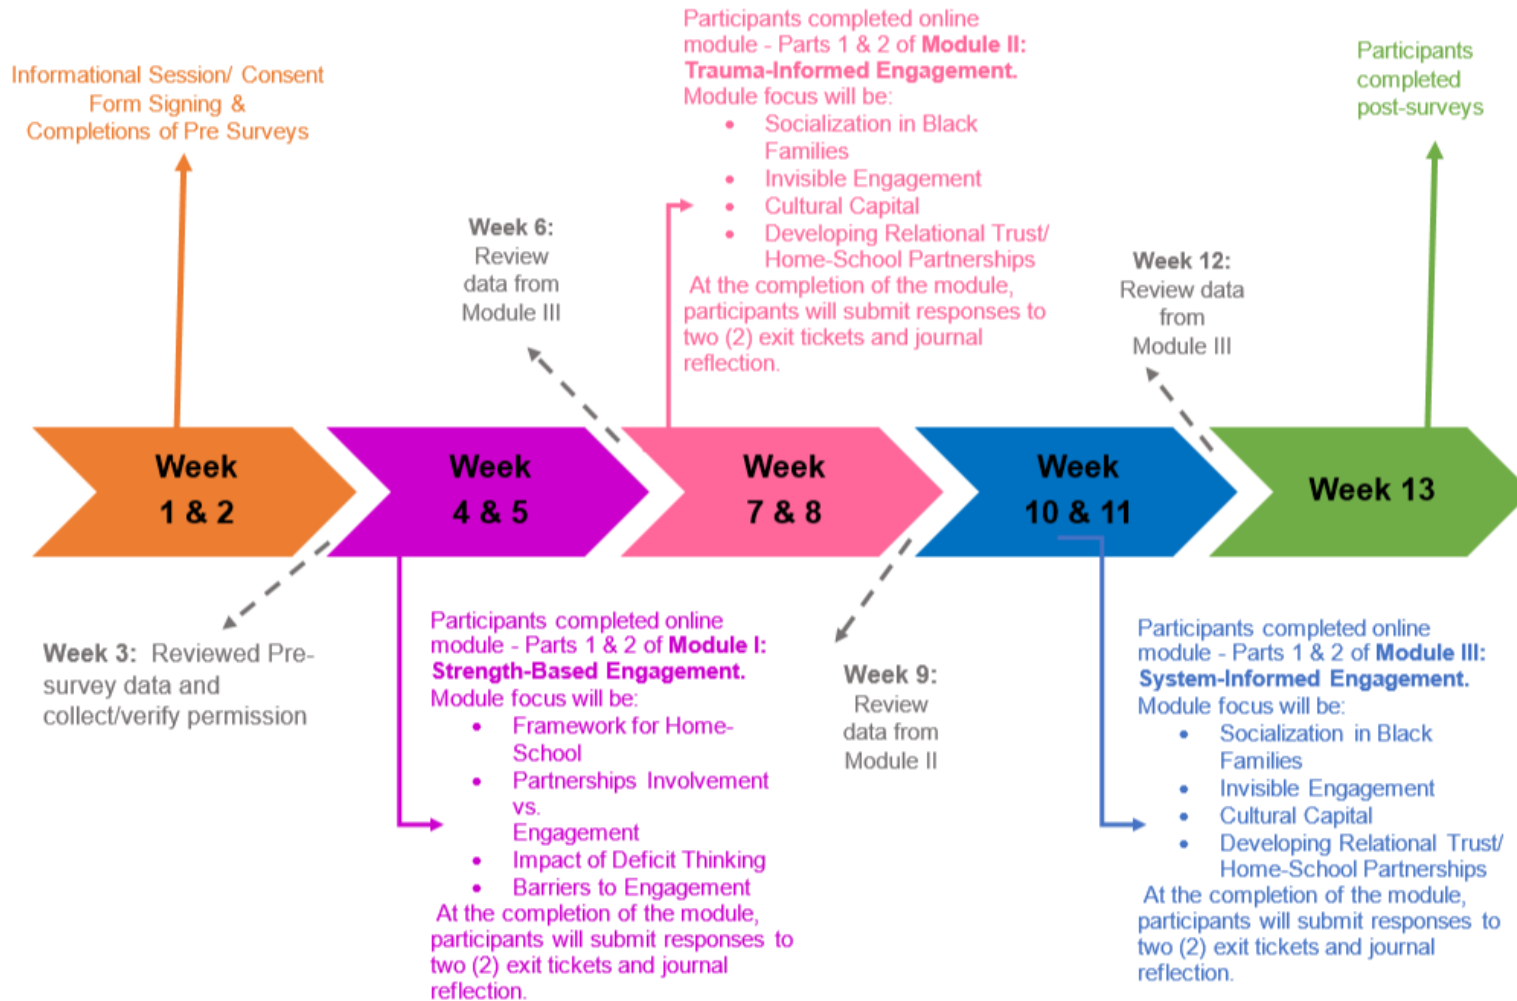 Informational Session/ Consent
Form Signing &
Completions of Pre Surveys
Participants completed online
module - Parts 1 & 2 of Module II:
Trauma-Informed Engagement.
Module focus will be:
• Socialization in Black
Families
• Invisible Engagement
• Cultural Capital
• Developing Relational Trust/
Home-School Partnerships
At the completion of the module,
participants will submit responses to
two (2) exit tickets and journal
reflection.
Participants
completed
post-surveys
Week 6:
Review
data from
Module III
Week 12:
Review data
from
Module III
Week
1 & 2
Week
4 & 5
Week
7 & 8
Week
10 & 11
Week 13
Week 3: Reviewed Pre-
survey data and
collect/verify permission
Participants completed online
module - Parts 1 & 2 of Module I:
Strength-Based Engagement.
Module focus will be:
• Framework for Home-
School
• Partnerships Involvement
vs.
Engagement
• Impact of Deficit Thinking
• Barriers to Engagement
At the completion of the module,
participants will submit responses to
two (2) exit tickets and journal
reflection.
Week 9:
Review
data from
Module II
Participants completed online
module - Parts 1 & 2 of Module III:
System-Informed Engagement.
Module focus will be:
• Socialization in Black
Families
• Invisible Engagement
• Cultural Capital
• Developing Relational Trust/
Home-School Partnerships
At the completion of the module,
participants will submit responses to
two (2) exit tickets and journal
reflection.